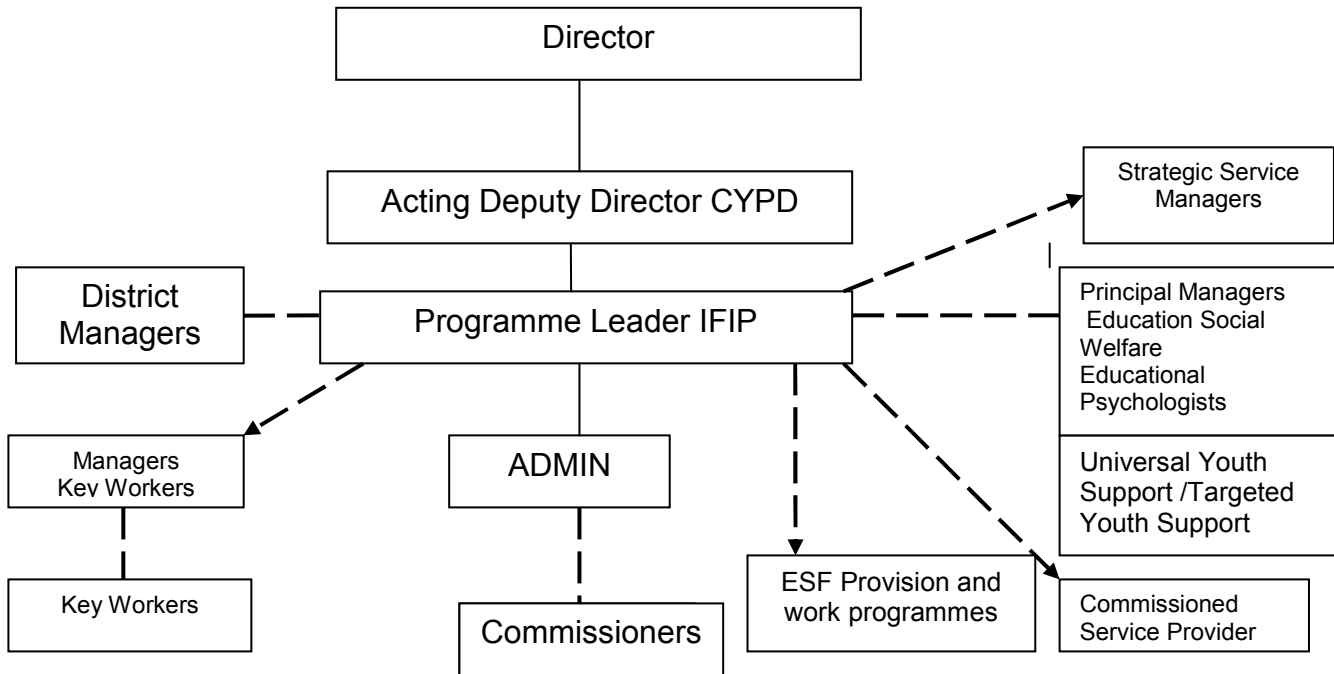 Director
Acting Deputy Director CYPD
Strategic Service
Managers
District
Managers
Programme Leader IFIP
Principal Managers
Education Social
Welfare
Educational
Psychologists
Managers
Key Workers
ADMIN
Universal Youth
Support /Targeted
Youth Support
Key Workers
Commissioners
ESF Provision and
work programmes
Commissioned
Service Provider